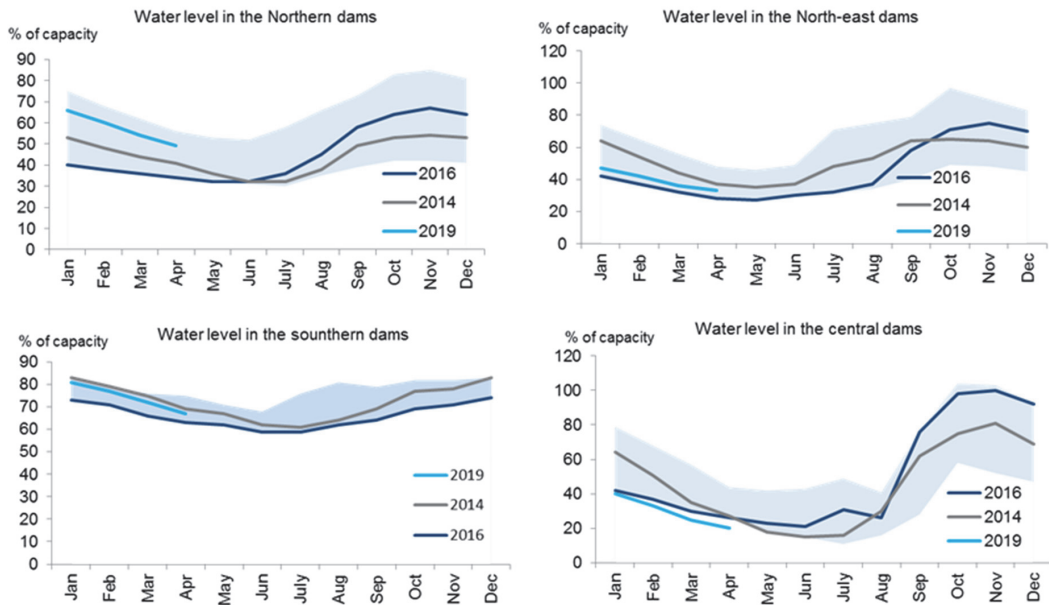 Water level in the Northern dams
% of capacity
90
80
70
60
50
40
30
20
10
0
2016
2014
2019
Jan
Feb
Mar
Apr
May
Jun
July
Aug
Sep
Oct
Nov
Dec
Water level in the North-east dams
% of capacity
120
100
80
60
40
20
0
2016
2014
2019
Jan
Feb
Mar
Apr
May
Jun
July
Aug
Sep
Oct
Nov
Dec
Water level in the sounthern dams
% of capacity
90
80
70
60
50
40
30
20
10
0
2019
2014
2016
Jan
Feb
Mar
Apr
May
Jun
July
Aug
Sep
Oct
Nov
Dec
Water level in the central dams
% of capacity
120
100
80
60
40
20
0
2016
2014
2019
Jan
Feb
Mar
Apr
May
Jun
July
Aug
Sep
Oct
Nov
Dec